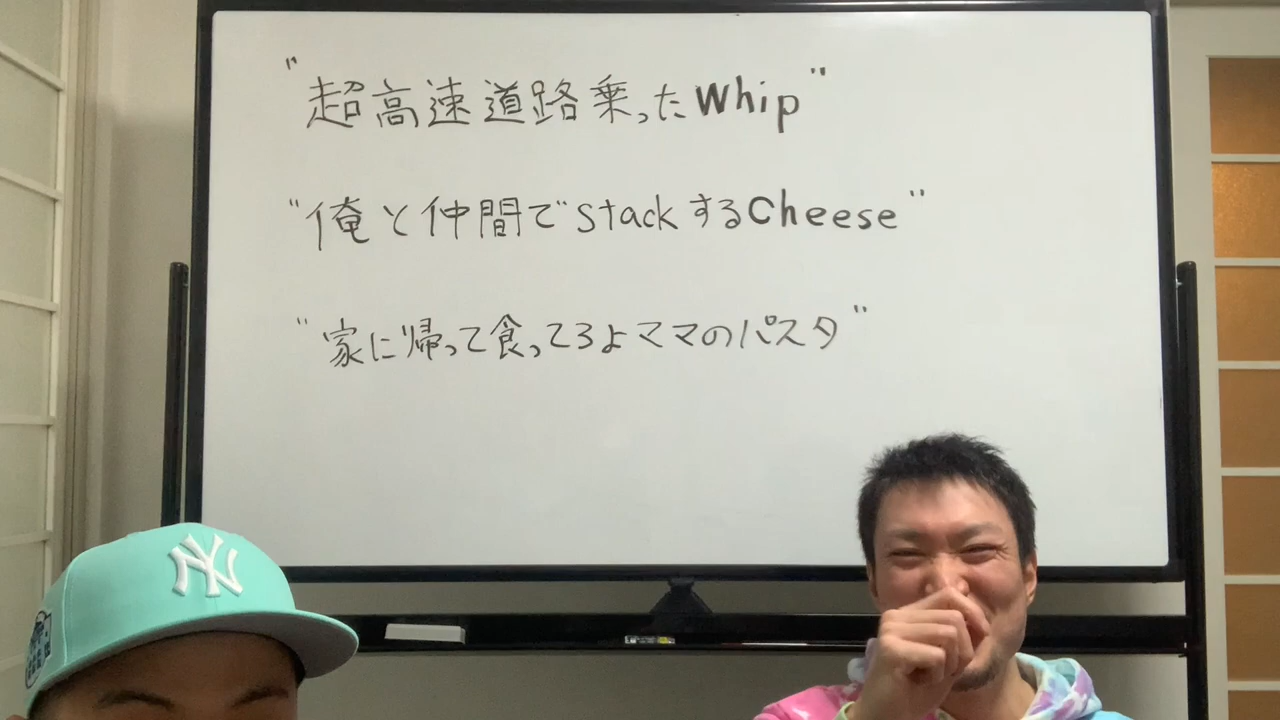 "超高速道路乗ったWhip"
"俺と仲間でstackするCheese"
"家に帰って食ってろよママのパスタ"
NY